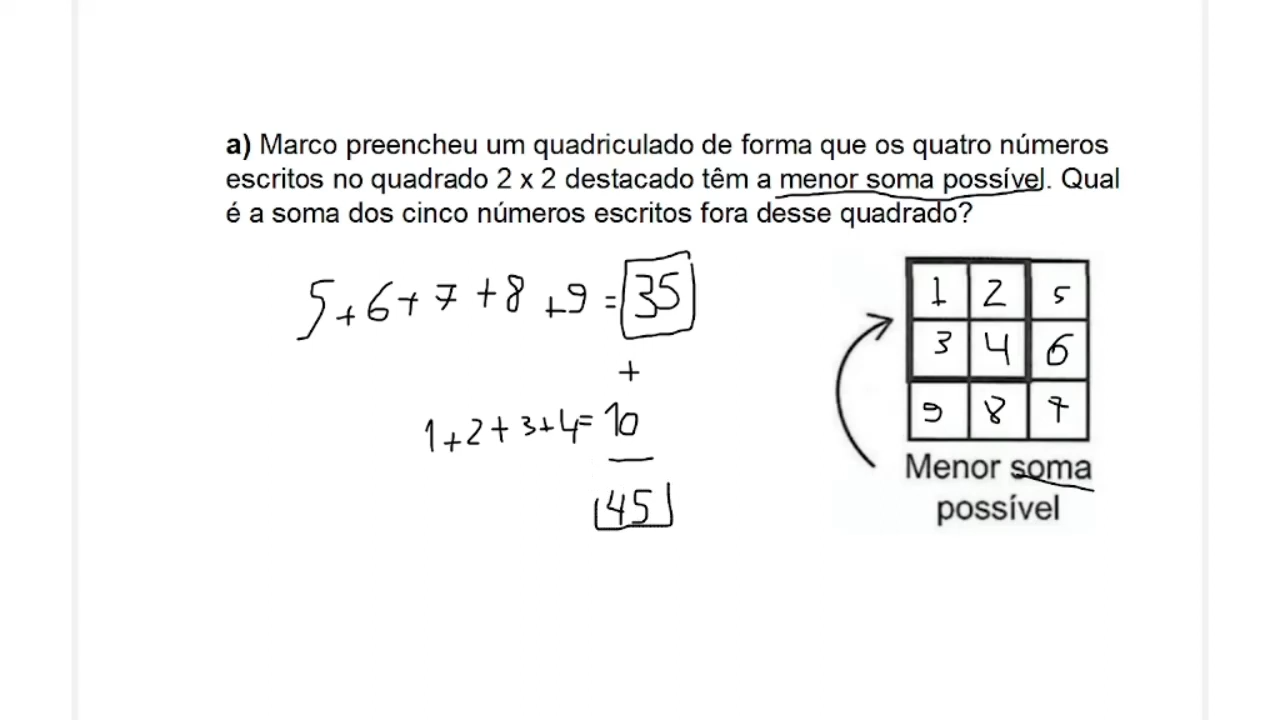 a) Marco preencheu um quadriculado de forma que os quatro números
escritos no quadrado 2 x 2 destacado têm a menor soma possível. Qual
é a soma dos cinco números escritos fora desse quadrado?
5+6+7+8+9=35
+
1+2+3+4=10
45
1 2 5
3 4 6
9 8 7
Menor soma
possível